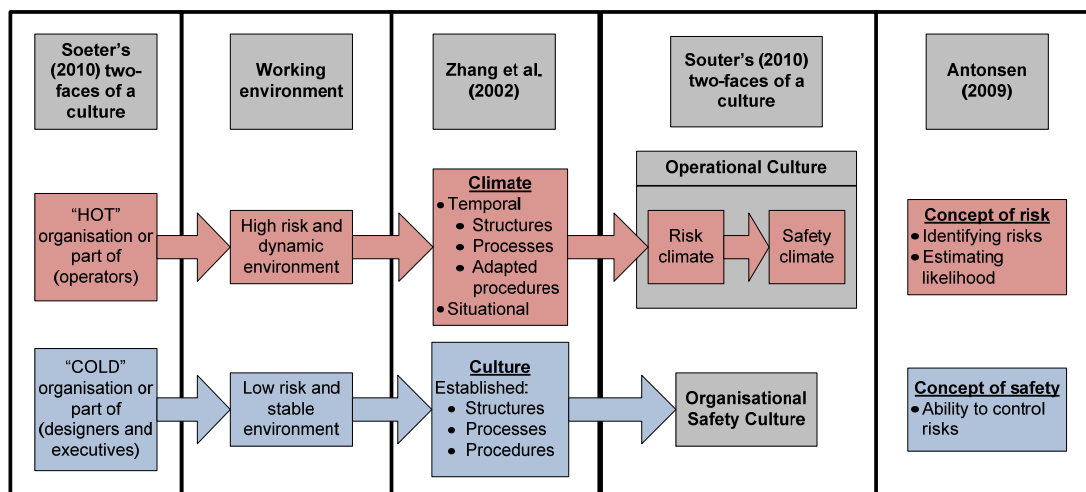 Soeter's
(2010) two-
faces of a
culture
Working
environment
Zhang et al.
(2002)
Souter's (2010)
two-faces of a
culture
Antonsen
(2009)
"HOT"
organisation or
part of
(operators)
High risk and
dynamic
environment
Climate
• Temporal
• Structures
• Processes
• Adapted
procedures
• Situational
Operational Culture
Risk
climate
Safety
climate
Concept of risk
• Identifying risks
• Estimating
likelihood
"COLD"
organisation or
part of
(designers and
executives)
Low risk and
stable
environment
Culture
Established:
• Structures
• Processes
• Procedures
Organisational
Safety Culture
Concept of safety
• Ability to control
risks